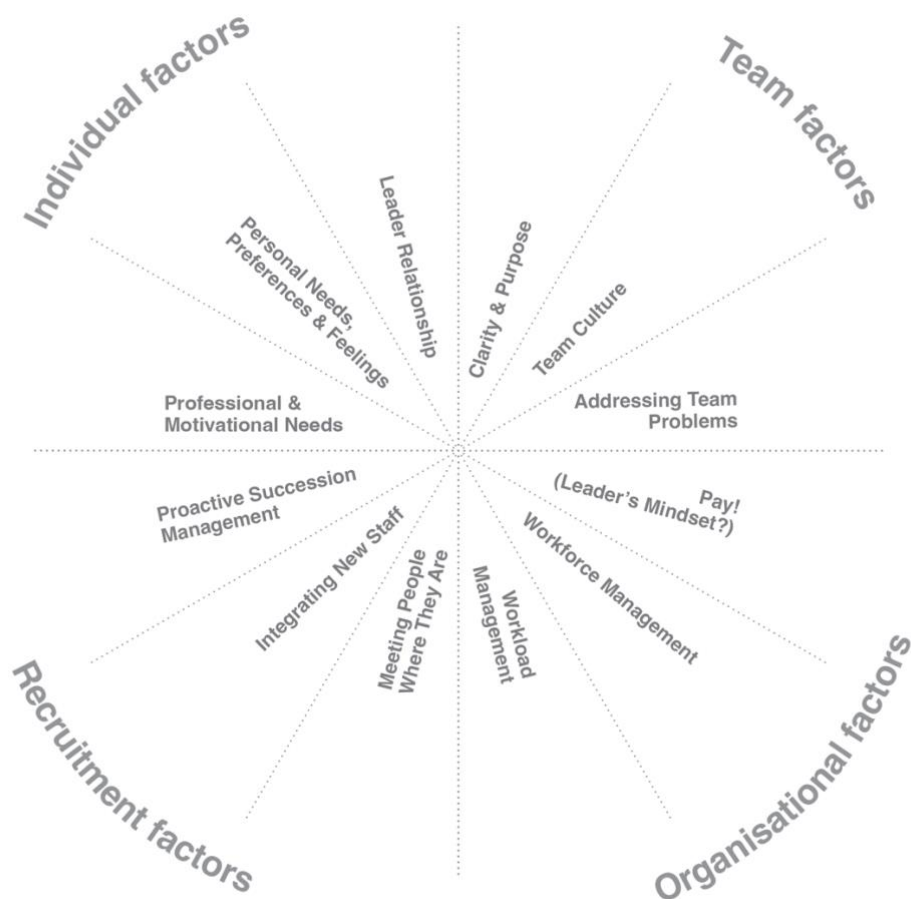 Individual factors
Team factors
Leader Relationship
Clarity & Purpose
Personal Needs,
Preferences & Feelings
Team Culture
Professional &
Motivational Needs
Addressing Team
Problems
Proactive Succession
Management
Pay!
(Leader's Mindset?)
Integrating New Staff
Workforce Management
Meeting People
Where They Are
Workload
Management
Recruitment factors
Organisational factors